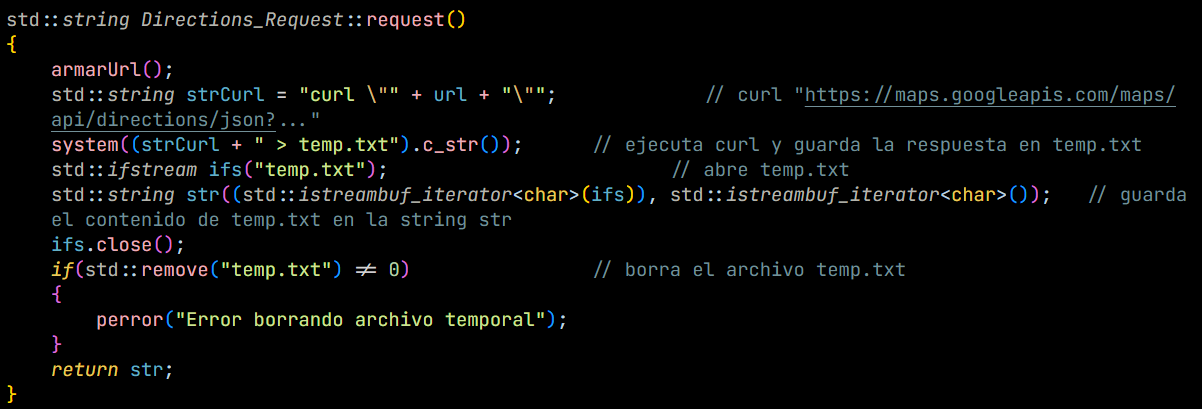 std::string Directions_Request::request()
{
    armarUrl();
    std::string strCurl = "curl \"" + url + "\"";             // curl "https://maps.googleapis.com/maps/
    api/directions/json?..."
    system((strCurl + " > temp.txt").c_str());      // ejecuta curl y guarda la respuesta en temp.txt
    std::ifstream ifs("temp.txt");                         // abre temp.txt
    std::string str((std::istreambuf_iterator<char>(ifs)), std::istreambuf_iterator<char>());   // guarda
    el contenido de temp.txt en la string str
    ifs.close();
    if(std::remove("temp.txt") != 0)                // borra el archivo temp.txt
    {
        perror("Error borrando archivo temporal");
    }
    return str;
}